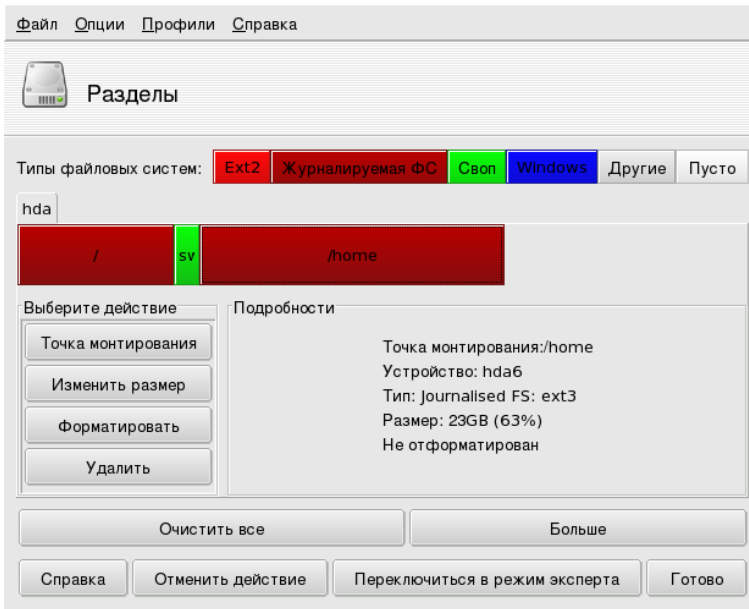 Файл Опции Профили Справка
Разделы
Типы файловых систем: Ext2 Журналируемая ФС Своп Windows Другие Пусто
hda
/ sv /home
Выберите действие
Точка монтирования
Изменить размер
Форматировать
Удалить
Подробности
Точка монтирования:/home
Устройство: hda6
Тип: Journalised FS: ext3
Размер: 23GB (63%)
Не отформатирован
Очистить все Больше
Справка Отменить действие Переключиться в режим эксперта Готово